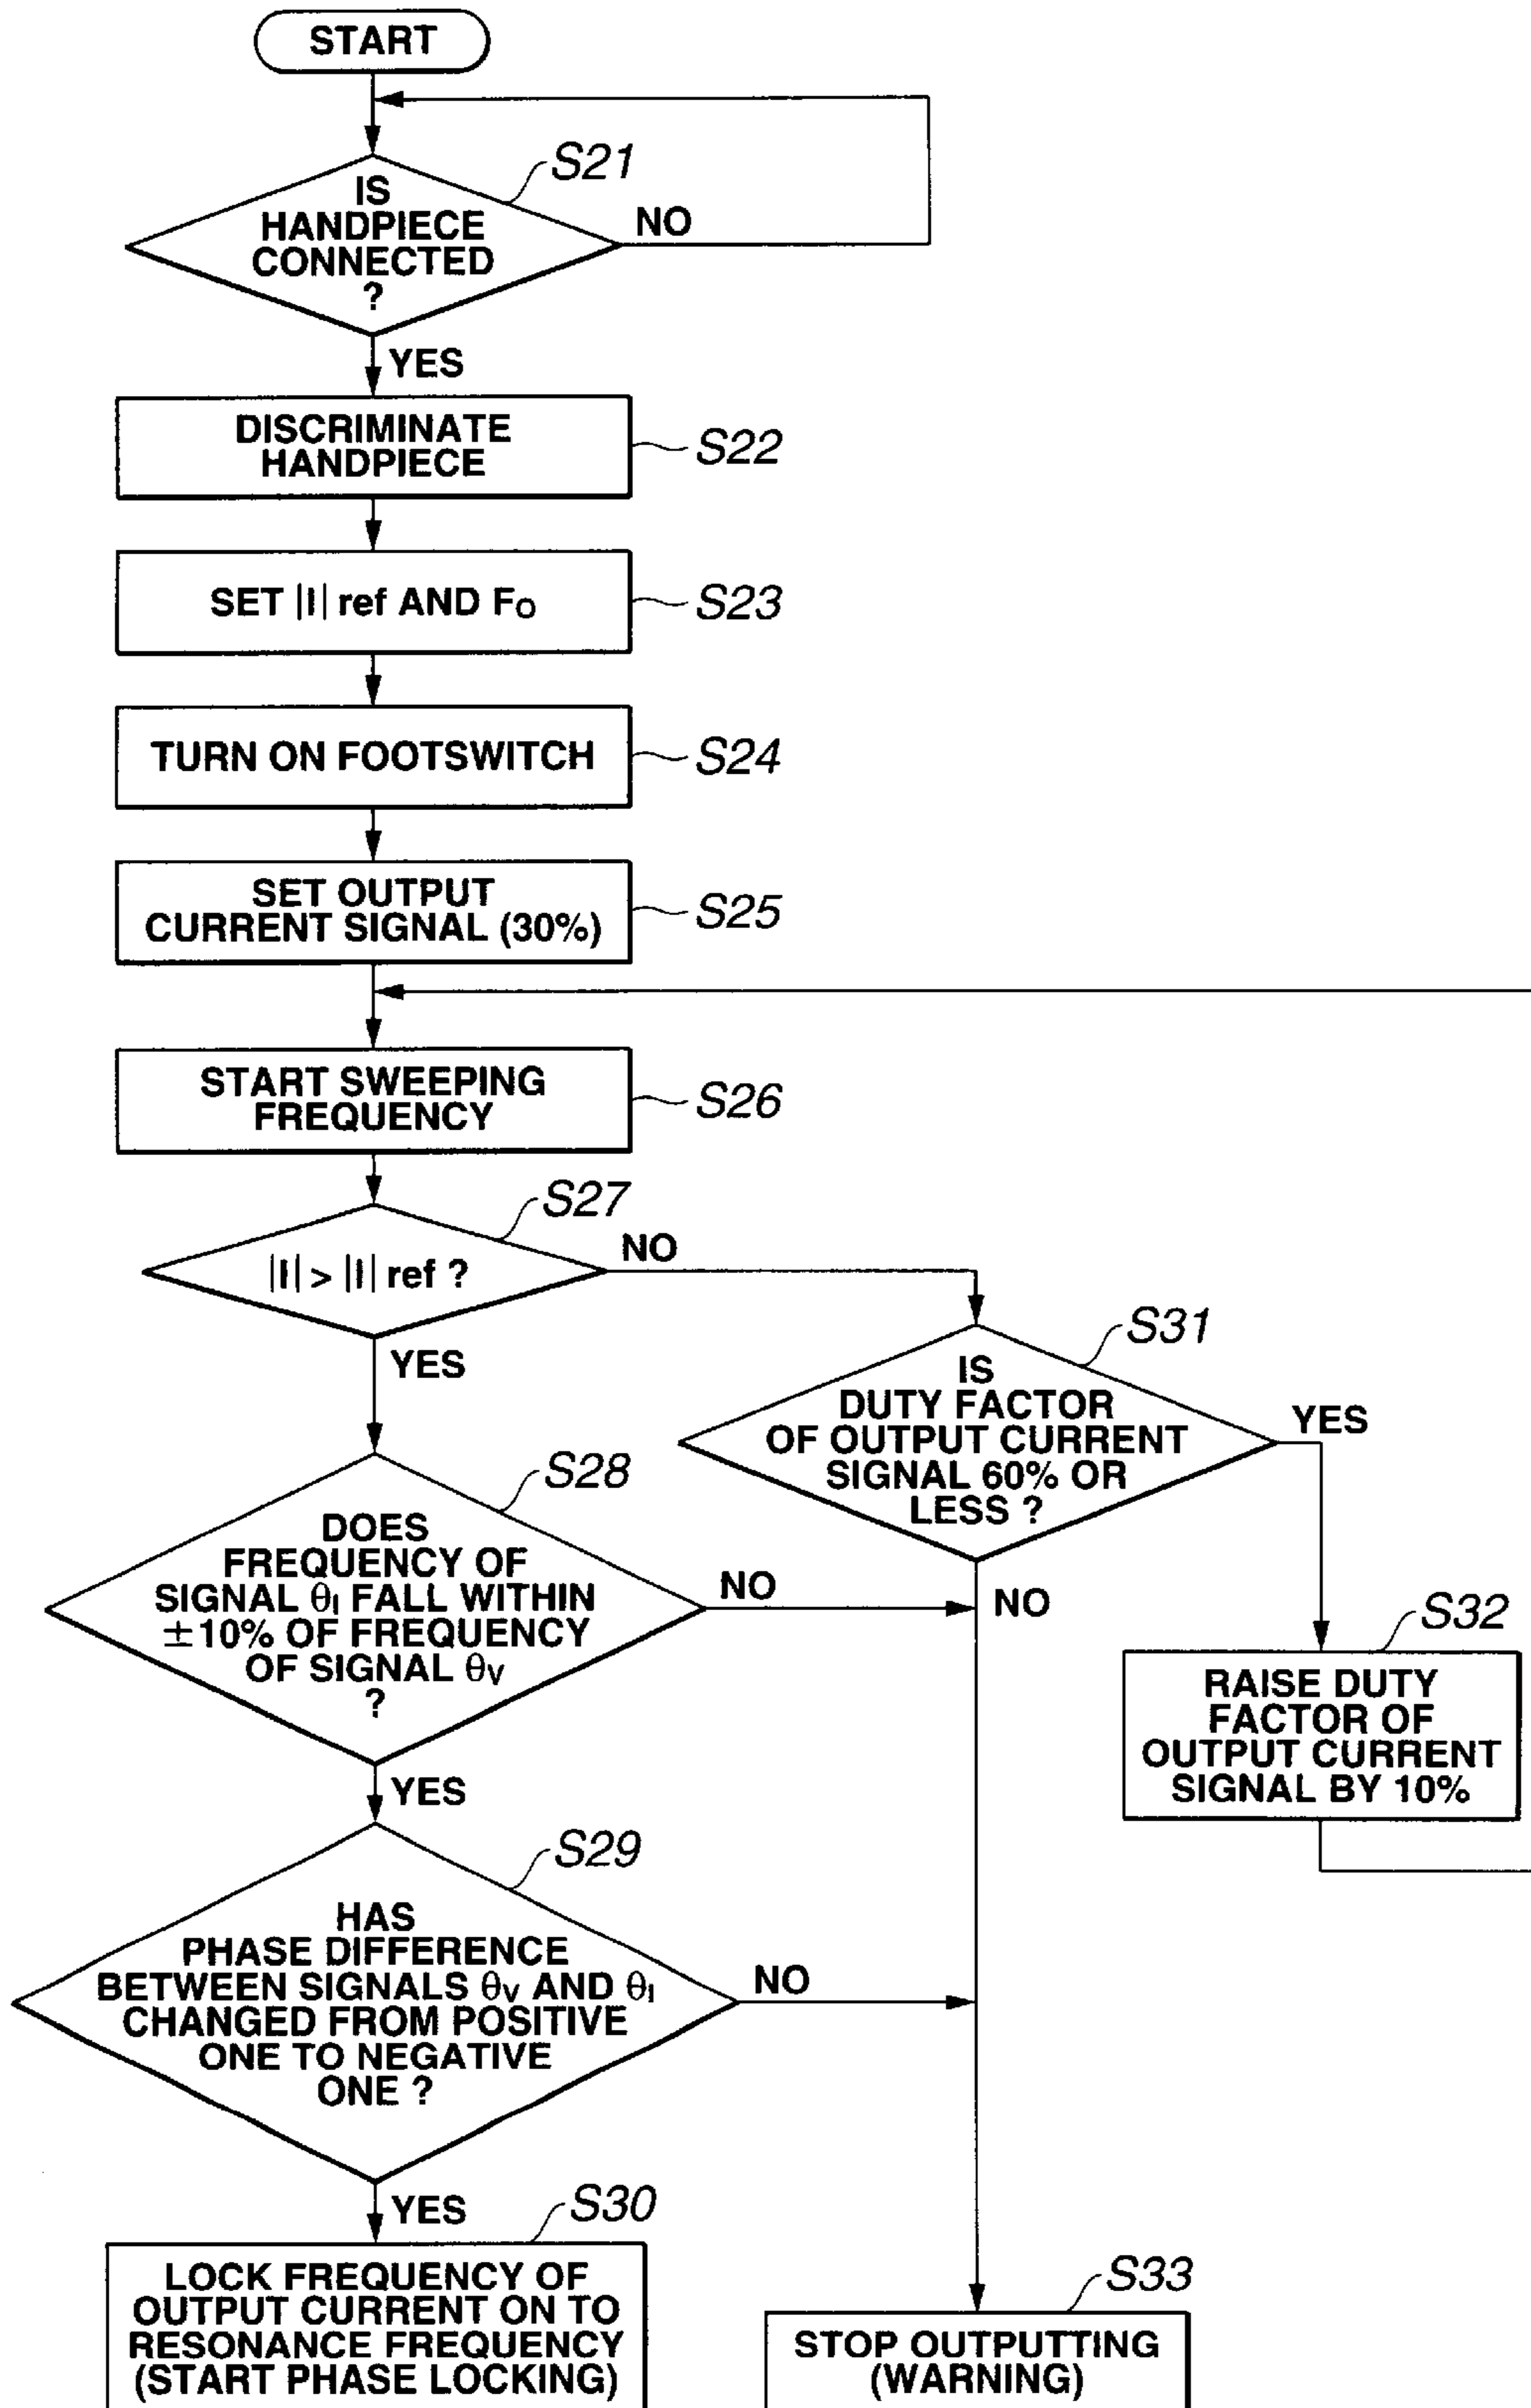 START
S21
IS
HANDPIECE
CONNECTED
?
NO
YES
DISCRIMINATE
HANDPIECE
S22
SET |I| ref AND FO
S23
TURN ON FOOTSWITCH
S24
SET OUTPUT
CURRENT SIGNAL (30%)
S25
START SWEEPING
FREQUENCY
S26
S27
|I| > |I| ref ?
NO
YES
S31
IS
DUTY FACTOR
OF OUTPUT CURRENT
SIGNAL 60% OR
LESS ?
YES
NO
S28
DOES
FREQUENCY OF
SIGNAL θI FALL WITHIN
±10% OF FREQUENCY
OF SIGNAL θV
?
NO
YES
S32
RAISE DUTY
FACTOR OF
OUTPUT CURRENT
SIGNAL BY 10%
S29
HAS
PHASE DIFFERENCE
BETWEEN SIGNALS θV AND θI
CHANGED FROM POSITIVE
ONE TO NEGATIVE
ONE ?
NO
YES
S30
LOCK FREQUENCY OF
OUTPUT CURRENT ON TO
RESONANCE FREQUENCY
(START PHASE LOCKING)
S33
STOP OUTPUTTING
(WARNING)